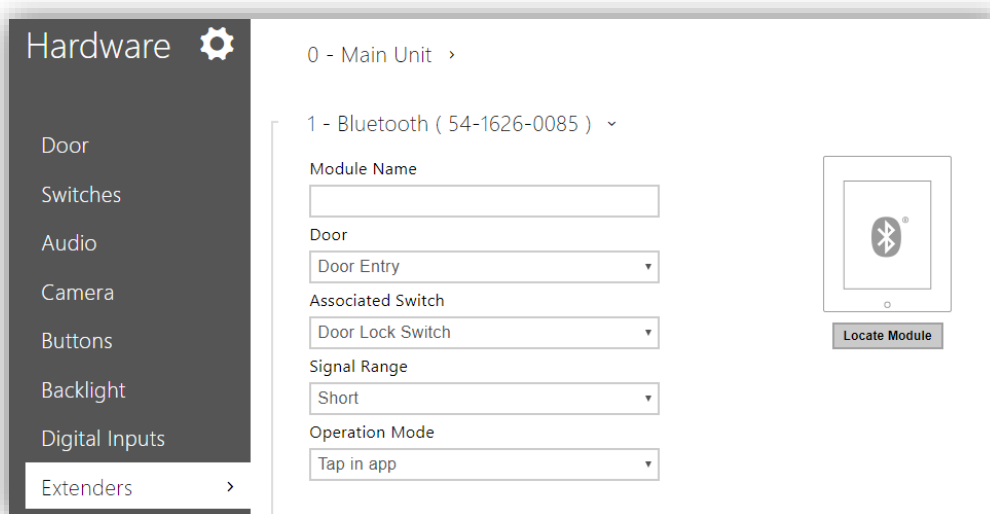 Hardware
Door
Switches
Audio
Camera
Buttons
Backlight
Digital Inputs
Extenders
0 - Main Unit
1 - Bluetooth ( 54-1626-0085 )
Module Name
Door
Door Entry
Associated Switch
Door Lock Switch
Signal Range
Short
Operation Mode
Tap in app
®
Locate Module